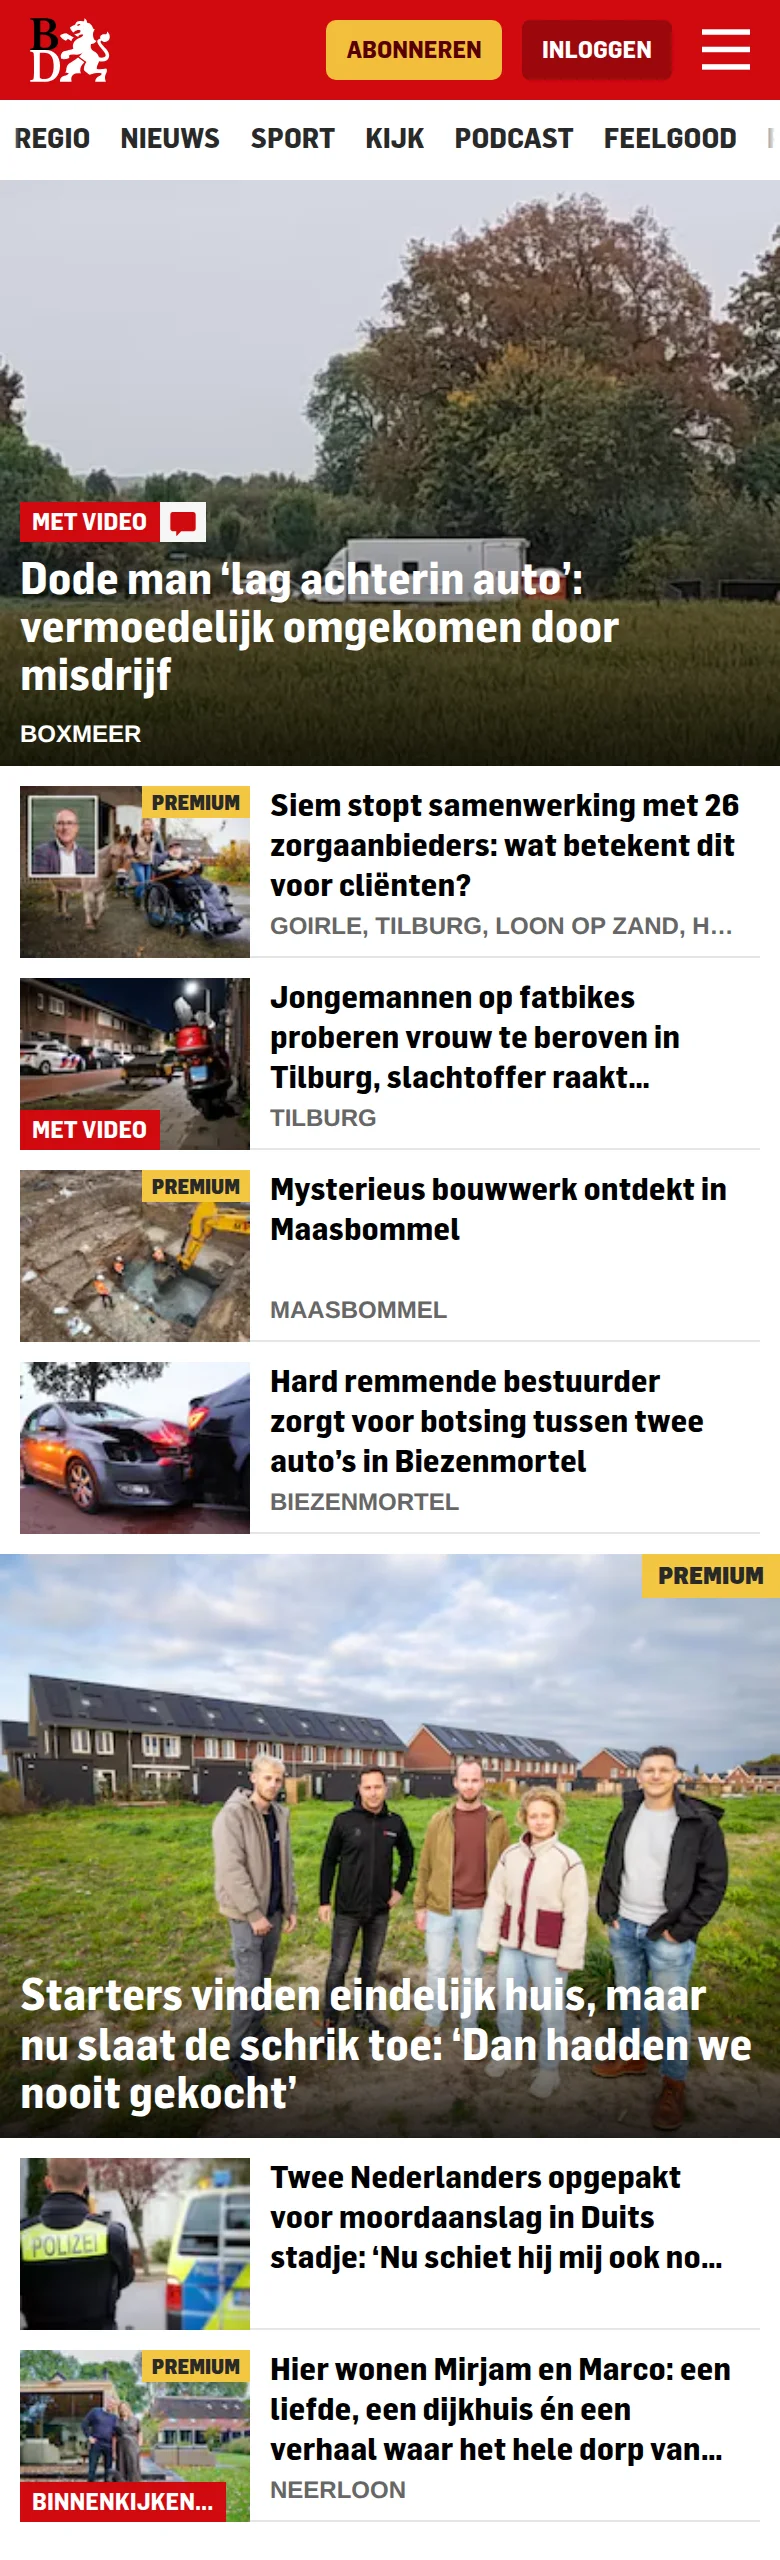 BD
ABONNEREN
INLOGGEN
REGIO NIEUWS SPORT KIJK PODCAST FEELGOOD
MET VIDEO
Dode man ‘lag achterin auto’:
vermoedelijk omgekomen door
misdrijf
BOXMEER
PREMIUM
Siem stopt samenwerking met 26
zorgaanbieders: wat betekent dit
voor cliënten?
GOIRLE, TILBURG, LOON OP ZAND, H...
Jongemannen op fatbikes
proberen vrouw te beroven in
Tilburg, slachtoffer raakt...
MET VIDEO
TILBURG
PREMIUM
Mysterieus bouwwerk ontdekt in
Maasbommel
MAASBOMMEL
Hard remmende bestuurder
zorgt voor botsing tussen twee
auto’s in Biezenmortel
BIEZENMORTEL
PREMIUM
Starters vinden eindelijk huis, maar
nu slaat de schrik toe: ‘Dan hadden we
nooit gekocht’
POLIZEI
Twee Nederlanders opgepakt
voor moordaanslag in Duits
stadje: ‘Nu schiet hij mij ook no...
PREMIUM
Hier wonen Mirjam en Marco: een
liefde, een dijkhuis én een
verhaal waar het hele dorp van...
BINNENKIJKEN...
NEERLOON